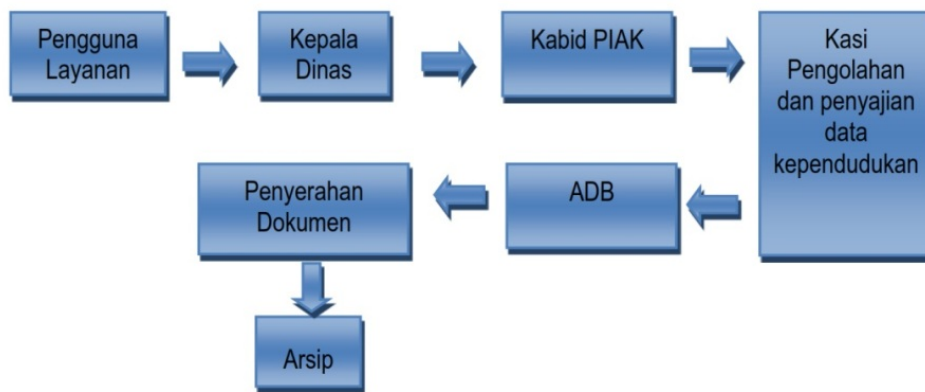 Pengguna
Layanan
Kepala
Dinas
Kabid PIAK
Kasi
Pengolahan
dan penyajian
data
kependudukan
ADB
Penyerahan
Dokumen
Arsip